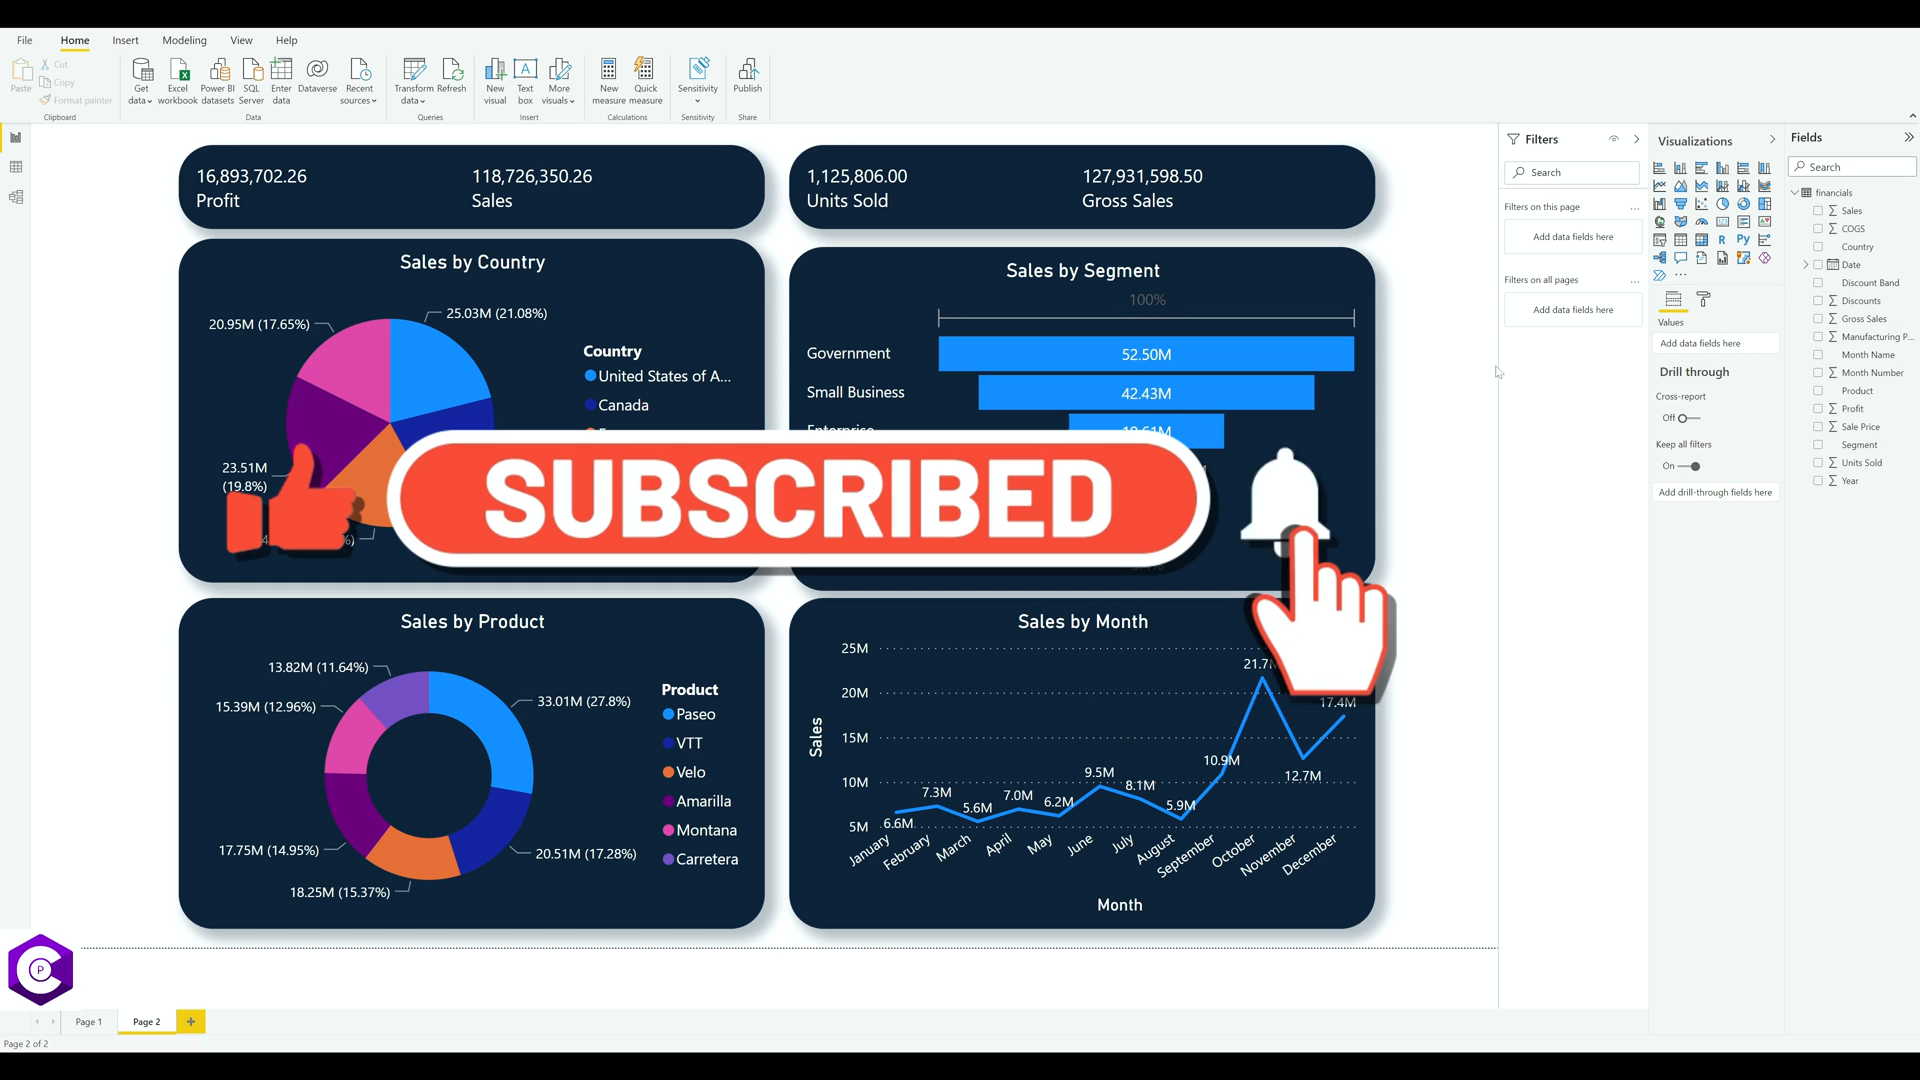 File Home Insert Modeling View Help
Paste
Cut
Copy
Format painter
Clipboard
Get data
Excel workbook
Power BI datasets
SQL Server
Enter data
Dataverse
Recent sources
Data
Transform data
Refresh
Queries
New visual
Text box
More visuals
Insert
New measure
Quick measure
Calculations
Sensitivity
Sensitivity
Publish
Share
16,893,702.26
Profit
118,726,350.26
Sales
1,125,806.00
Units Sold
127,931,598.50
Gross Sales
Sales by Country
25.03M (21.08%)
20.95M (17.65%)
23.51M
(19.8%)
Country
United States of A...
Canada
Sales by Segment
100%
Government
52.50M
Small Business
42.43M
Enterprise
19.61M
SUBSCRIBED
Sales by Product
13.82M (11.64%)
15.39M (12.96%)
17.75M (14.95%)
18.25M (15.37%)
33.01M (27.8%)
20.51M (17.28%)
Product
Paseo
VTT
Velo
Amarilla
Montana
Carretera
Sales by Month
Sales
25M
20M
15M
10M
5M
6.6M
7.3M
5.6M
7.0M
6.2M
9.5M
8.1M
5.9M
10.9M
21.7M
12.7M
17.4M
January
February
March
April
May
June
July
August
September
October
November
December
Month
Filters
Search
Filters on this page
...
Add data fields here
Filters on all pages
...
Add data fields here
Visualizations
R
Py
...
Values
Add data fields here
Drill through
Cross-report
Off
Keep all filters
On
Add drill-through fields here
Fields
Search
financials
Sales
COGS
Country
Date
Discount Band
Discounts
Gross Sales
Manufacturing P...
Month Name
Month Number
Product
Profit
Sale Price
Segment
Units Sold
Year
C P
Page 1
Page 2
+
Page 2 of 2